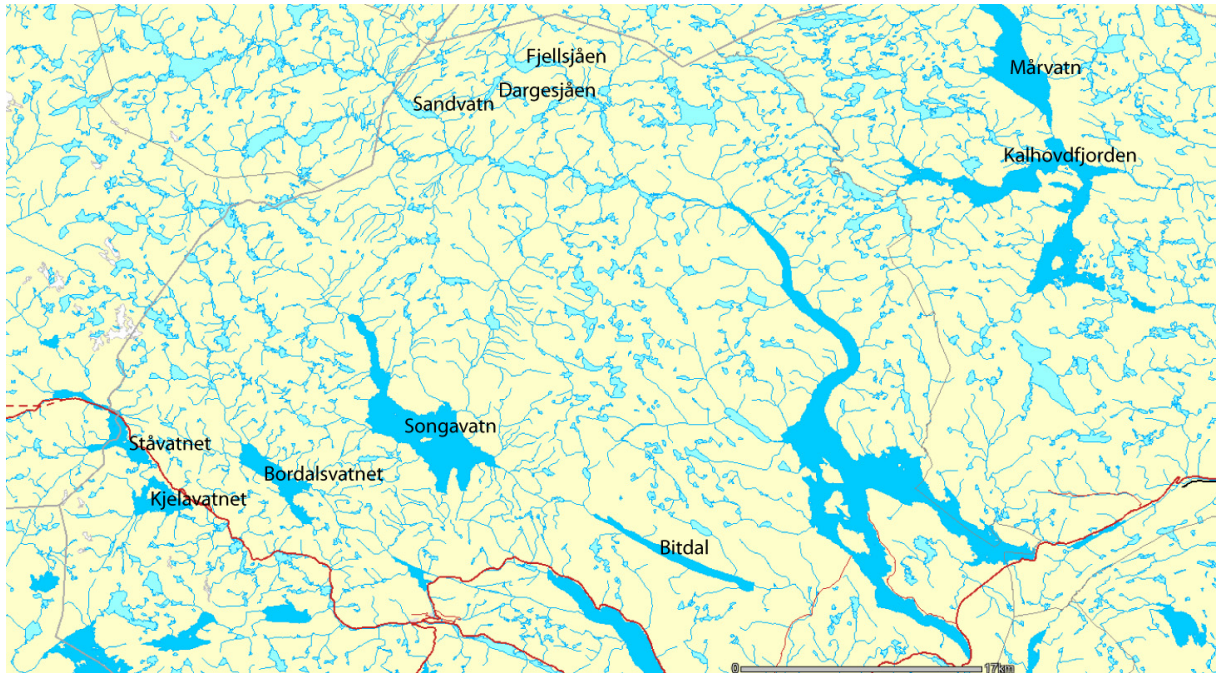 Fjellsjåen
Mårvatn
Dargesjåen
Sandvatn
Kalhovdfjorden
Songavatn
Ståvatnet
Bordalsvatnet
Kjelavatnet
Bitdal
0 17km